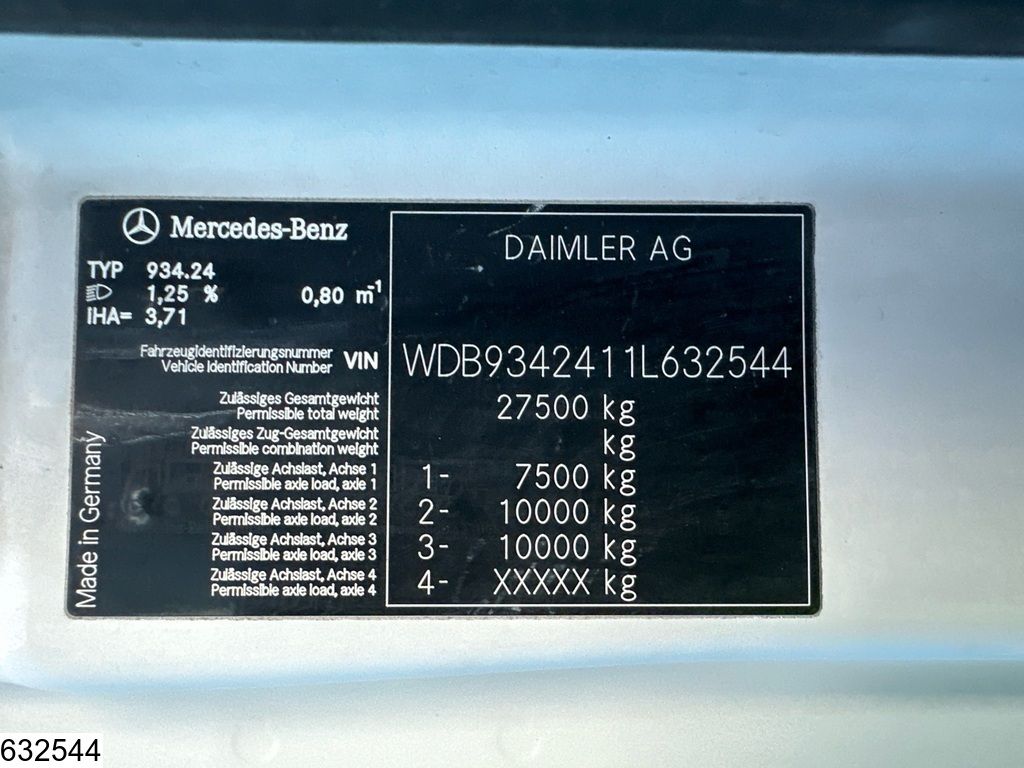 Mercedes-Benz
TYP 934.24
1,25 % 0,80 m⁻¹
IHA= 3,71
DAIMLER AG
Fahrzeugidentifizierungsnummer
Vehicle Identification Number
VIN WDB9342411L632544
Zulässiges Gesamtgewicht
Permissible total weight
27500 kg
Zulässiges Zug-Gesamtgewicht
Permissible combination weight
kg
Zulässige Achslast, Achse 1
Permissible axle load, axle 1
1- 7500 kg
Zulässige Achslast, Achse 2
Permissible axle load, axle 2
2- 10000 kg
Zulässige Achslast, Achse 3
Permissible axle load, axle 3
3- 10000 kg
Zulässige Achslast, Achse 4
Permissible axle load, axle 4
4- XXXXX kg
Made in Germany
632544